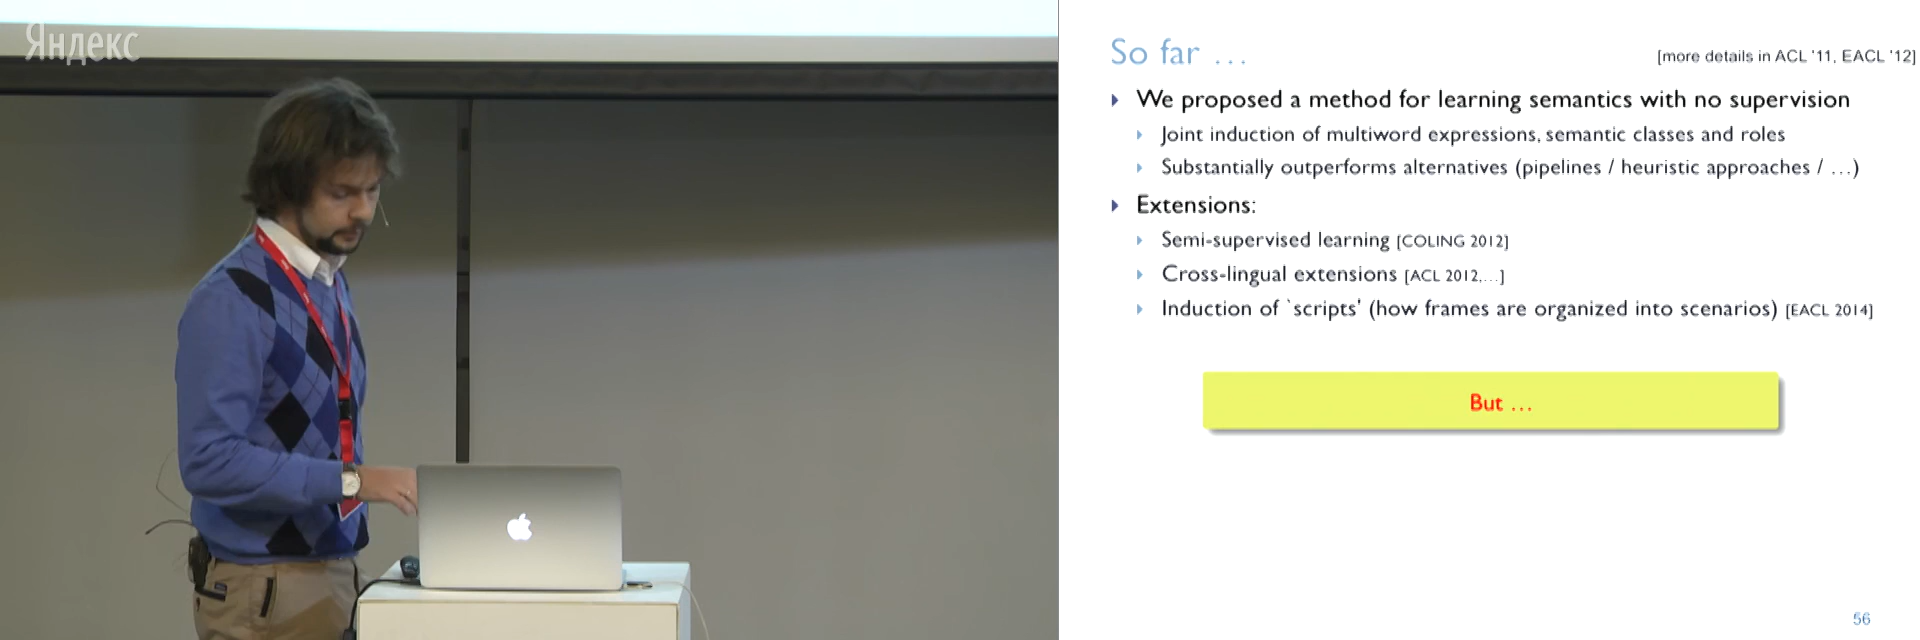 Яндекс
So far ...
[more details in ACL '11, EACL '12]
We proposed a method for learning semantics with no supervision
Joint induction of multiword expressions, semantic classes and roles
Substantially outperforms alternatives (pipelines / heuristic approaches / ...)
Extensions:
Semi-supervised learning [COLING 2012]
Cross-lingual extensions [ACL 2012,...]
Induction of `scripts' (how frames are organized into scenarios) [EACL 2014]
But ...
56